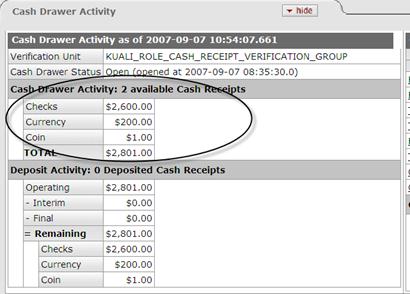 Cash Drawer Activity
hide
Cash Drawer Activity as of 2007-09-07 10:54:07.661
Verification Unit KUALI_ROLE_CASH_RECEIPT_VERIFICATION_GROUP
Cash Drawer Status Open (opened at 2007-09-07 08:35:30.0)
Cash Drawer Activity: 2 available Cash Receipts
Checks $2,600.00
Currency $200.00
Coin $1.00
TOTAL $2,801.00
Deposit Activity: 0 Deposited Cash Receipts
Operating $2,801.00
- Interim $0.00
- Final $0.00
= Remaining $2,801.00
Checks $2,600.00
Currency $200.00
Coin $1.00